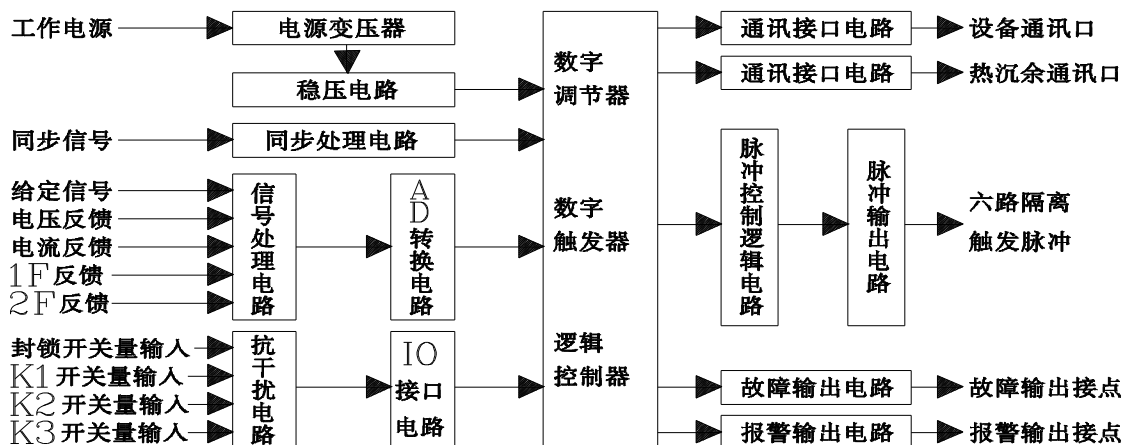 工作电源
电源变压器
稳压电路
同步信号
同步处理电路
给定信号
电压反馈
电流反馈
1F反馈
2F反馈
信号处理电路
AD转换电路
封锁开关量输入
K1开关量输入
K2开关量输入
K3开关量输入
抗干扰电路
IO
接口
电路
数字
调节器
数字
触发器
逻辑
控制器
通讯接口电路
设备通讯口
通讯接口电路
热沉余通讯口
脉冲控制逻辑电路
脉冲输出电路
六路隔离
触发脉冲
故障输出电路
故障输出接点
报警输出电路
报警输出接点